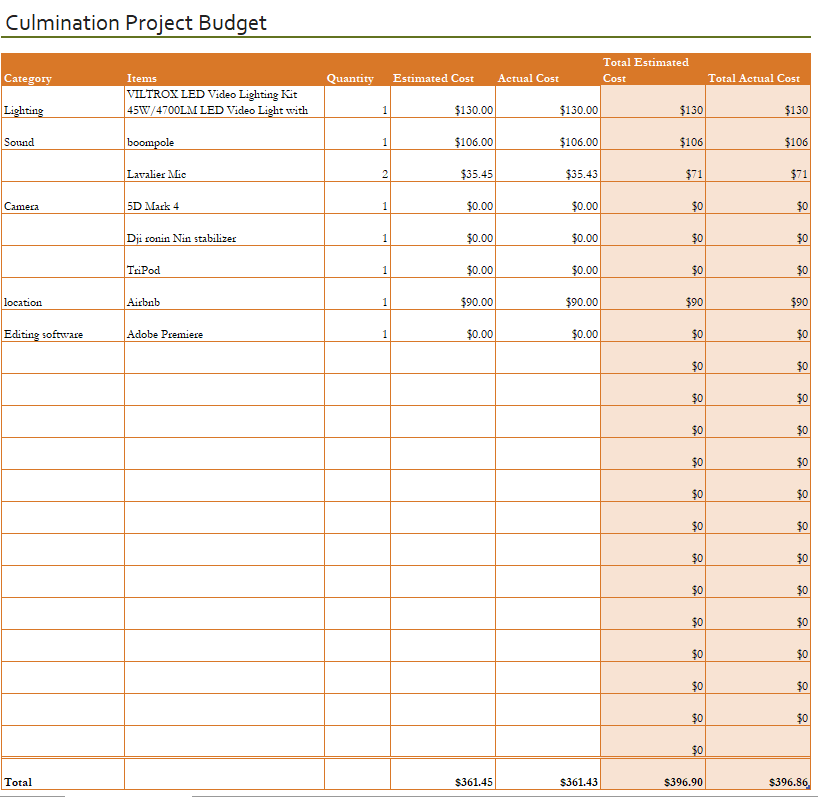 Culmination Project Budget
Category Items Quantity Estimated Cost Actual Cost Total Estimated Cost Total Actual Cost
Lighting VILTROX LED Video Lighting Kit 45W/4700LM LED Video Light with 1 $130.00 $130.00 $130 $130
Sound boompole 1 $106.00 $106.00 $106 $106
Lavalier Mic 2 $35.45 $35.43 $71 $71
Camera 5D Mark 4 1 $0.00 $0.00 $0 $0
Dji ronin Nin stabilizer 1 $0.00 $0.00 $0 $0
TriPod 1 $0.00 $0.00 $0 $0
location Airbnb 1 $90.00 $90.00 $90 $90
Editing software Adobe Premiere 1 $0.00 $0.00 $0 $0
$0 $0
$0 $0
$0 $0
$0 $0
$0 $0
$0 $0
$0 $0
$0 $0
$0 $0
$0 $0
$0 $0
$0 $0
$0
Total $361.45 $361.43 $396.90 $396.86